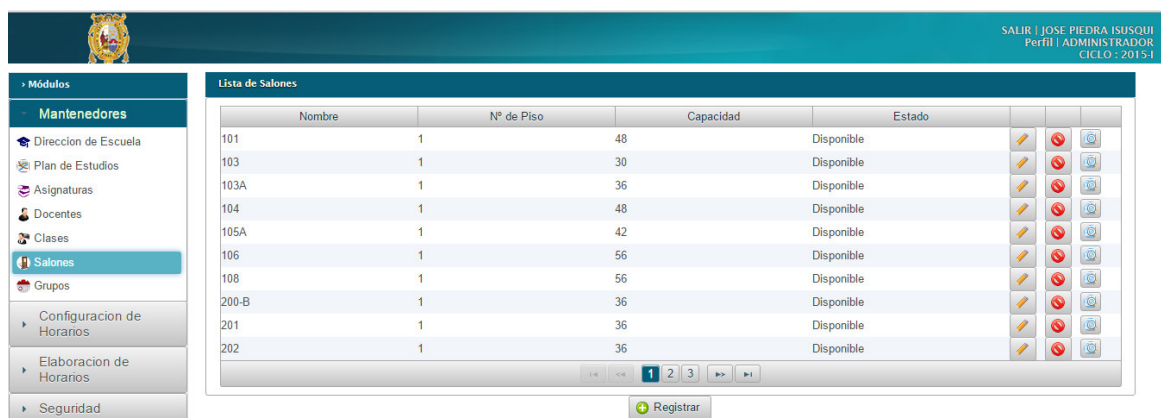 SALIR | JOSE PIEDRA ISUSQUI
Perfil | ADMINISTRADOR
CICLO : 2015-I
Módulos
Mantenedores
Direccion de Escuela
Plan de Estudios
Asignaturas
Docentes
Clases
Salones
Grupos
Configuracion de
Horarios
Elaboracion de
Horarios
Seguridad
Lista de Salones
Nombre Nº de Piso Capacidad Estado
101 1 48 Disponible
103 1 30 Disponible
103A 1 36 Disponible
104 1 48 Disponible
105A 1 42 Disponible
106 1 56 Disponible
108 1 56 Disponible
200-B 1 36 Disponible
201 1 36 Disponible
202 1 36 Disponible
1 2 3
Registrar